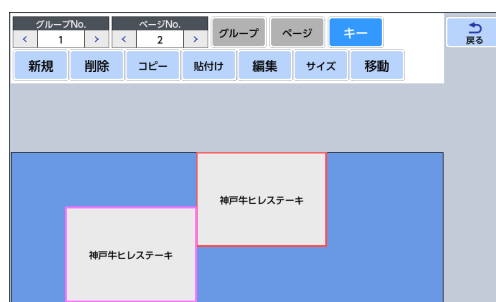 グループNo.
ページNo.
< 1 >
< 2 >
グループ
ページ
キー
戻る
新規
削除
コピー
貼付け
編集
サイズ
移動
神戸牛ヒレステーキ
神戸牛ヒレステーキ